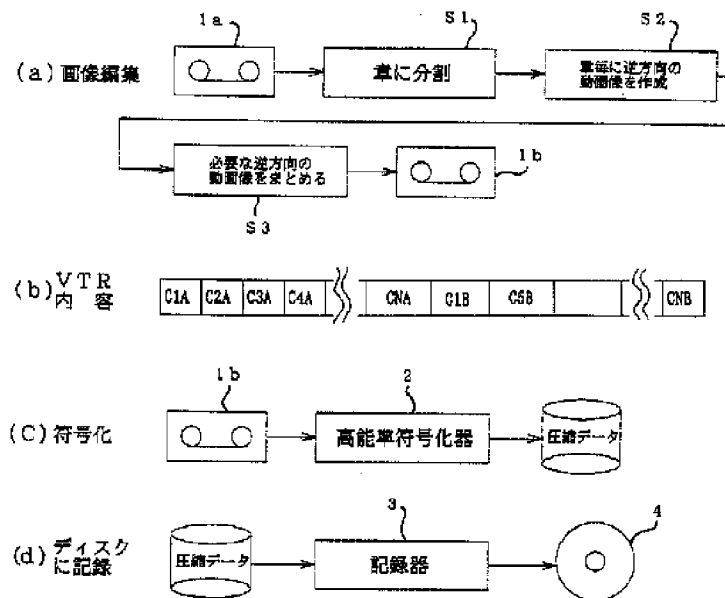 1a
S1
S2
(a) 画像編集
章に分割
章毎に逆方向の
動画像を作成
必要な逆方向の
動画像をまとめる
S3
1b
(b) VTR
内容
C1A C2A C3A C4A CNA C1B C5B CNB
1b
2
(C) 符号化
高能率符号化器
圧縮データ
3
4
(d) ディスク
に記録
圧縮データ
記録器